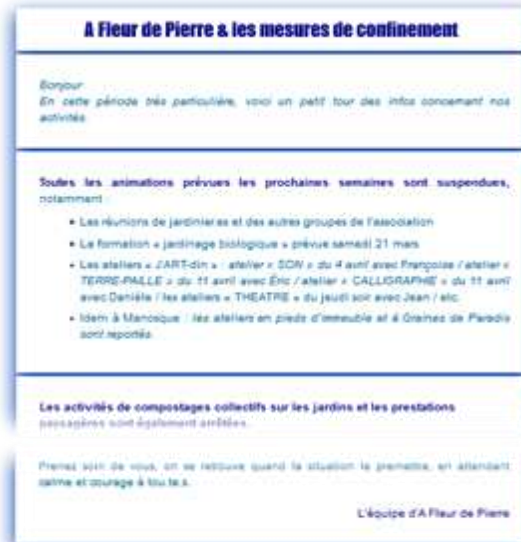 A Fleur de Pierre & les mesures de confinement
Bonjour
En cette période très particulière, voici un petit tour des infos concernant nos
activités
Toutes les animations prévues les prochaines semaines sont suspendues,
notamment :
• Les réunions de jardinier.es et des autres groupes de l'association
• La formation « jardinage biologique » prévue samedi 21 mars
• Les ateliers « J'ART-din » : atelier « SON » du 4 avril avec Françoise / atelier «
TERRE-PAILLE » du 11 avril avec Éric / atelier « CALLIGRAPHIE » du 11 avril
avec Danièle / les ateliers « THEATRE » du jeudi soir avec Jean / etc.
• Idem à Manosque : les ateliers en pieds d'immeuble et à Graines de Paradis
sont reportés.
Les activités de compostages collectifs sur les jardins et les prestations
paysagères sont également arrêtées.
Prenez soin de vous, on se retrouve quand la situation le premettra, en attendant
calme et courage à tou.te.s.
L'équipe d'A Fleur de Pierre